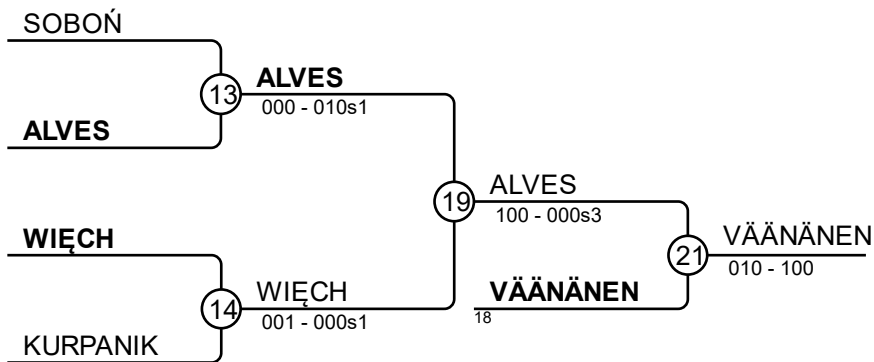 SOBOŃ
13
ALVES
000 - 010s1
ALVES
19
ALVES
100 - 000s3
WIĘCH
21
VÄÄNÄNEN
010 - 100
14
WIĘCH
001 - 000s1
VÄÄNÄNEN
18
KURPANIK